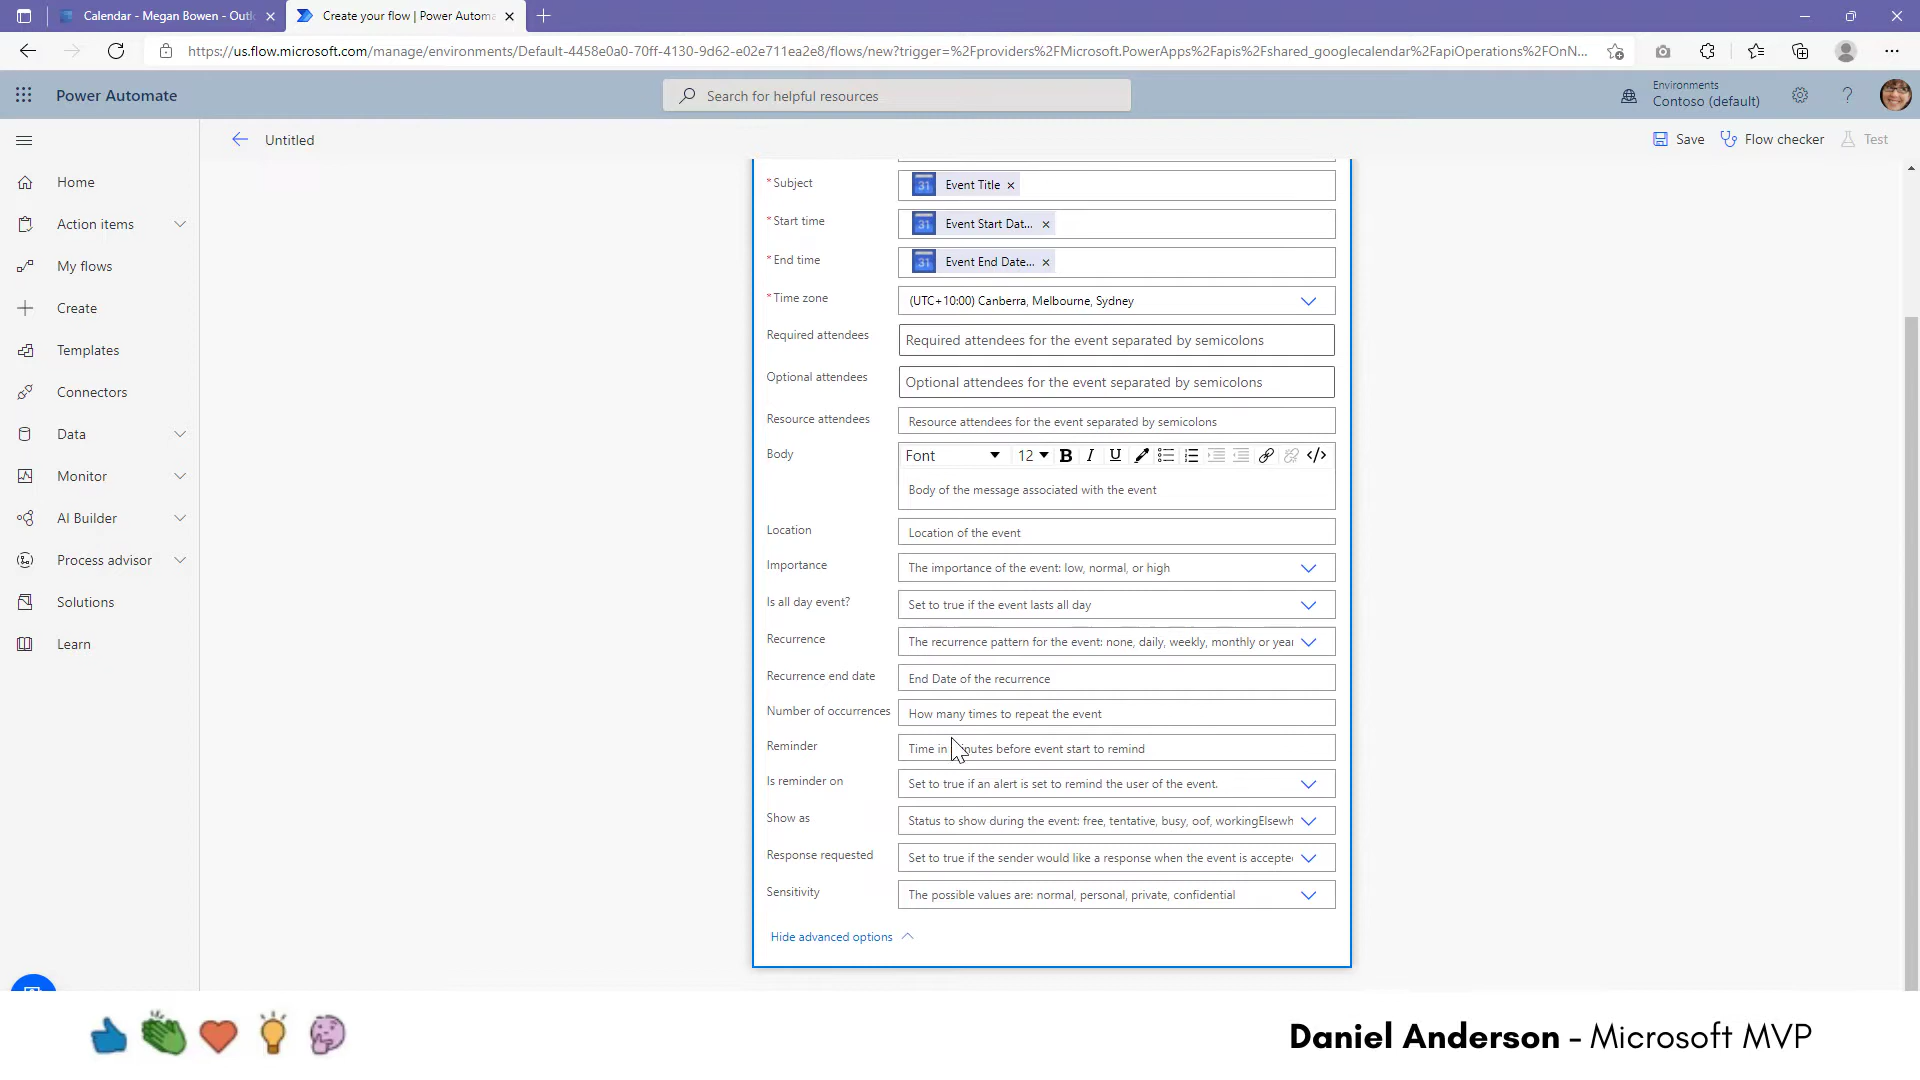 Calendar - Megan Bowen - Outl
Create your flow | Power Automa
https://us.flow.microsoft.com/manage/environments/Default-4458e0a0-70ff-4130-9d62-e02e711ea2e8/flows/new?trigger=%2Fproviders%2FMicrosoft.PowerApps%2Fapis%2Fshared_googlecalendar%2FapiOperations%2FOnN...
Power Automate
Search for helpful resources
Environments
Contoso (default)
Untitled
Save
Flow checker
Test
Home
Action items
My flows
Create
Templates
Connectors
Data
Monitor
AI Builder
Process advisor
Solutions
Learn
* Subject
31 Event Title
* Start time
31 Event Start Dat...
* End time
31 Event End Date...
* Time zone
(UTC+10:00) Canberra, Melbourne, Sydney
Required attendees
Required attendees for the event separated by semicolons
Optional attendees
Optional attendees for the event separated by semicolons
Resource attendees
Resource attendees for the event separated by semicolons
Body
Font 12 B I U </>
Body of the message associated with the event
Location
Location of the event
Importance
The importance of the event: low, normal, or high
Is all day event?
Set to true if the event lasts all day
Recurrence
The recurrence pattern for the event: none, daily, weekly, monthly or year
Recurrence end date
End Date of the recurrence
Number of occurrences
How many times to repeat the event
Reminder
Time in minutes before event start to remind
Is reminder on
Set to true if an alert is set to remind the user of the event.
Show as
Status to show during the event: free, tentative, busy, oof, workingElsewh
Response requested
Set to true if the sender would like a response when the event is accepte
Sensitivity
The possible values are: normal, personal, private, confidential
Hide advanced options
Daniel Anderson - Microsoft MVP